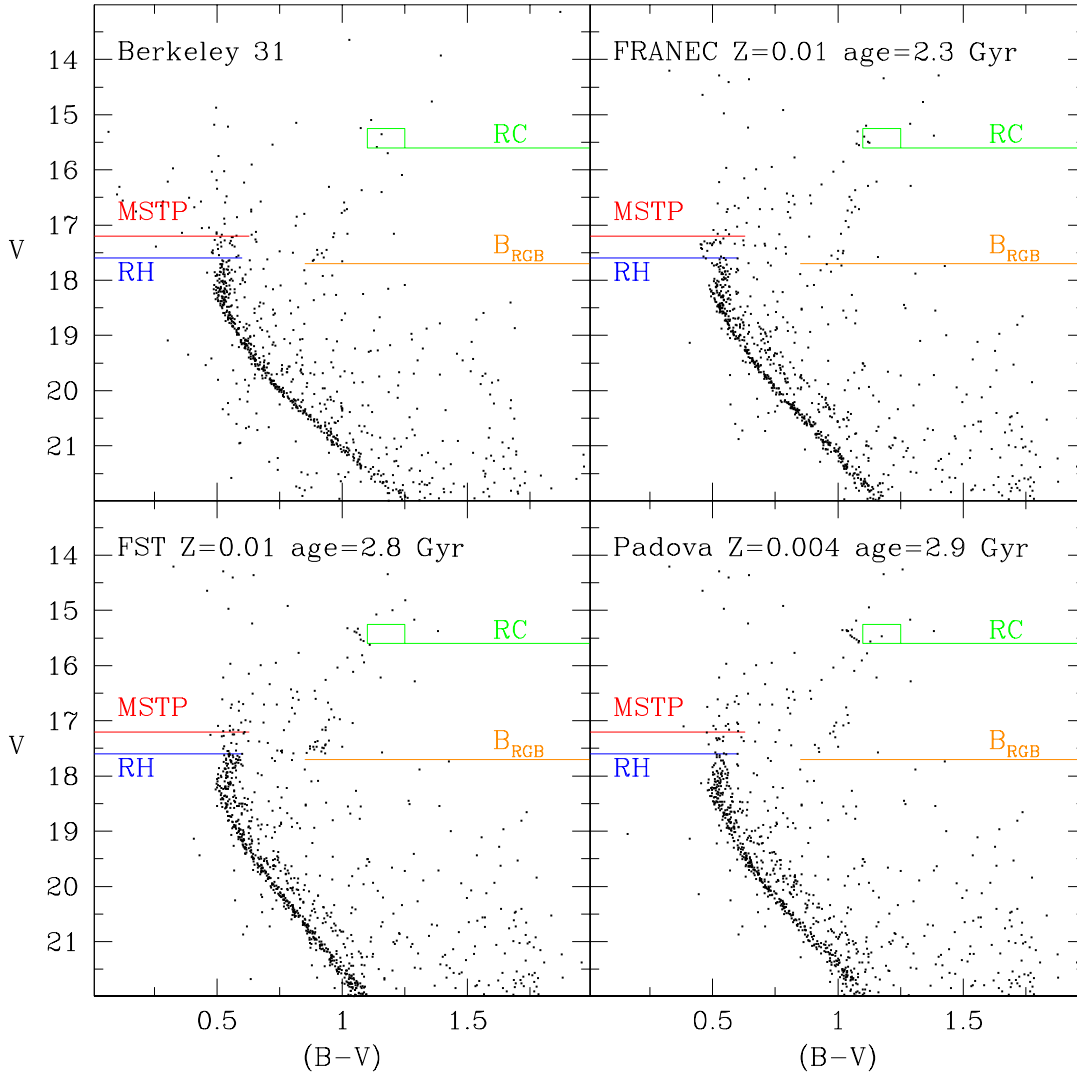 Berkeley 31
FRANEC Z=0.01 age=2.3 Gyr
14
15
16
17
18
19
20
21
V
RC
MSTP
RH
B_RGB
RC
MSTP
RH
B_RGB
FST Z=0.01 age=2.8 Gyr
Padova Z=0.004 age=2.9 Gyr
14
15
16
17
18
19
20
21
V
RC
MSTP
RH
B_RGB
RC
MSTP
RH
B_RGB
0.5 1 1.5
0.5 1 1.5
(B−V)
(B−V)